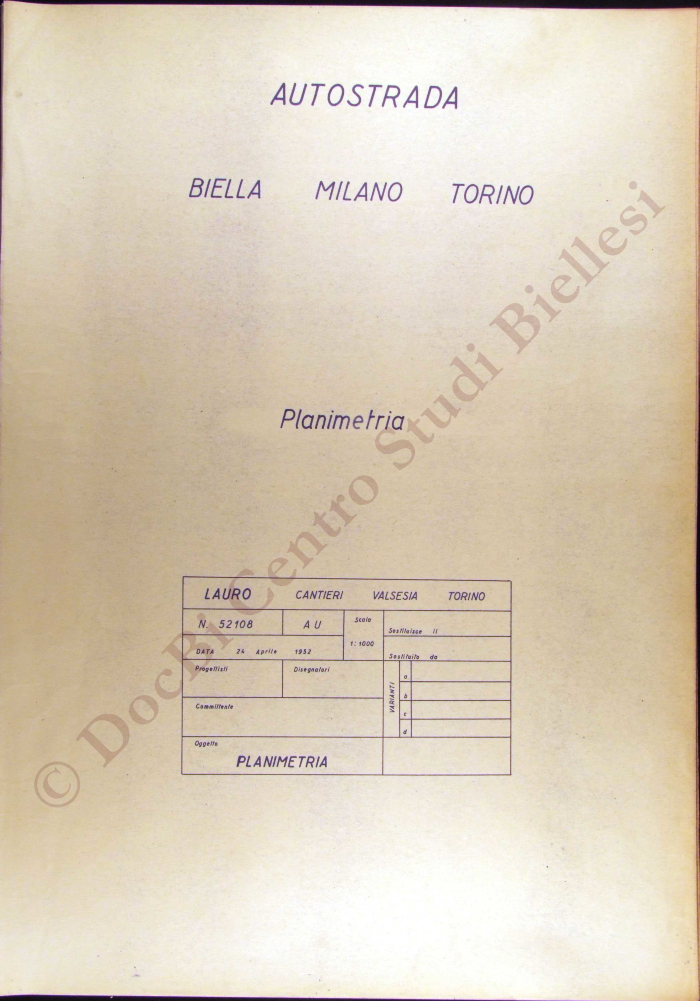 AUTOSTRADA
BIELLA MILANO TORINO
Planimetria
LAURO CANTIERI VALSESIA TORINO
N. 52108 AU Scala 1:1000
Sostituisce il
DATA 24 Aprile 1952
Sostituito da
Progettisti Disegnatori
VARIANTI
a
b
c
d
Committente
Oggetto
PLANIMETRIA
© DocBi Centro Studi Biellesi